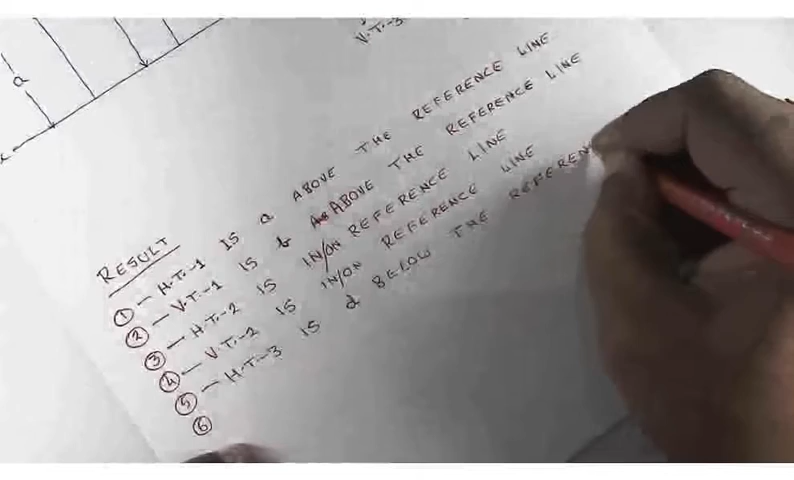 a
x
V.T.-3
RESULT
① — H.T.-1 IS a ABOVE THE REFERENCE LINE
② — V.T.-1 IS b ABOVE THE REFERENCE LINE
③ — H.T.-2 IS IN/ON REFERENCE LINE
④ — V.T.-2 IS IN/ON REFERENCE LINE
⑤ — H.T.-3 IS d BELOW THE REFEREN
⑥